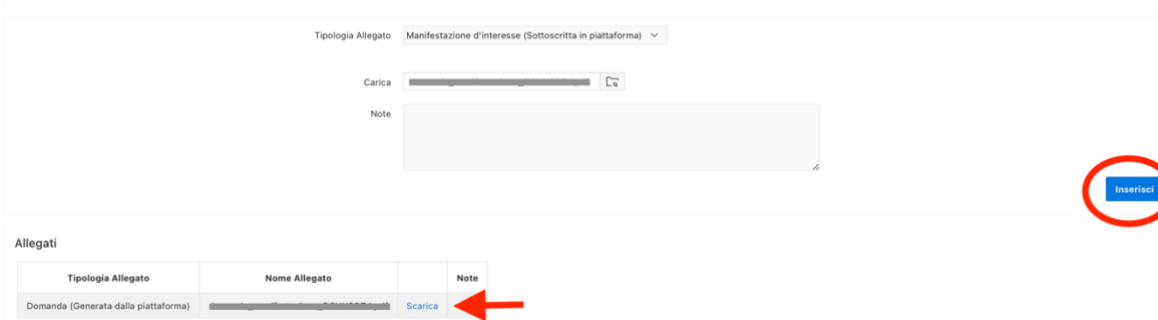 Tipologia Allegato Manifestazione d'interesse (Sottoscritta in piattaforma)
Carica
Note
Inserisci
Allegati
Tipologia Allegato Nome Allegato Note
Domanda (Generata dalla piattaforma) Scarica